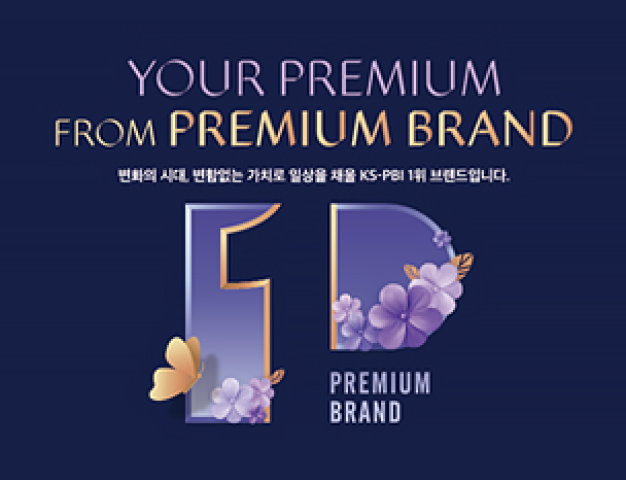 YOUR PREMIUM
FROM PREMIUM BRAND
변화의 시대, 변함없는 가치로 일상을 채울 KS-PBI 1위 브랜드입니다.
1P
PREMIUM
BRAND